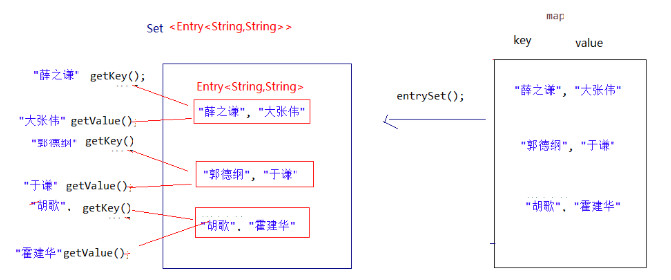 Set <Entry<String,String>>
map
key value
"薛之谦" getKey();
Entry<String,String>
"薛之谦", "大张伟"
entrySet();
"薛之谦", "大张伟"
"大张伟" getValue()
"郭德纲" getKey()
"郭德纲", "于谦"
"郭德纲", "于谦"
"于谦" getValue()
"胡歌". getKey()
"胡歌". "霍建华"
"胡歌". "霍建华"
"霍建华"getValue()